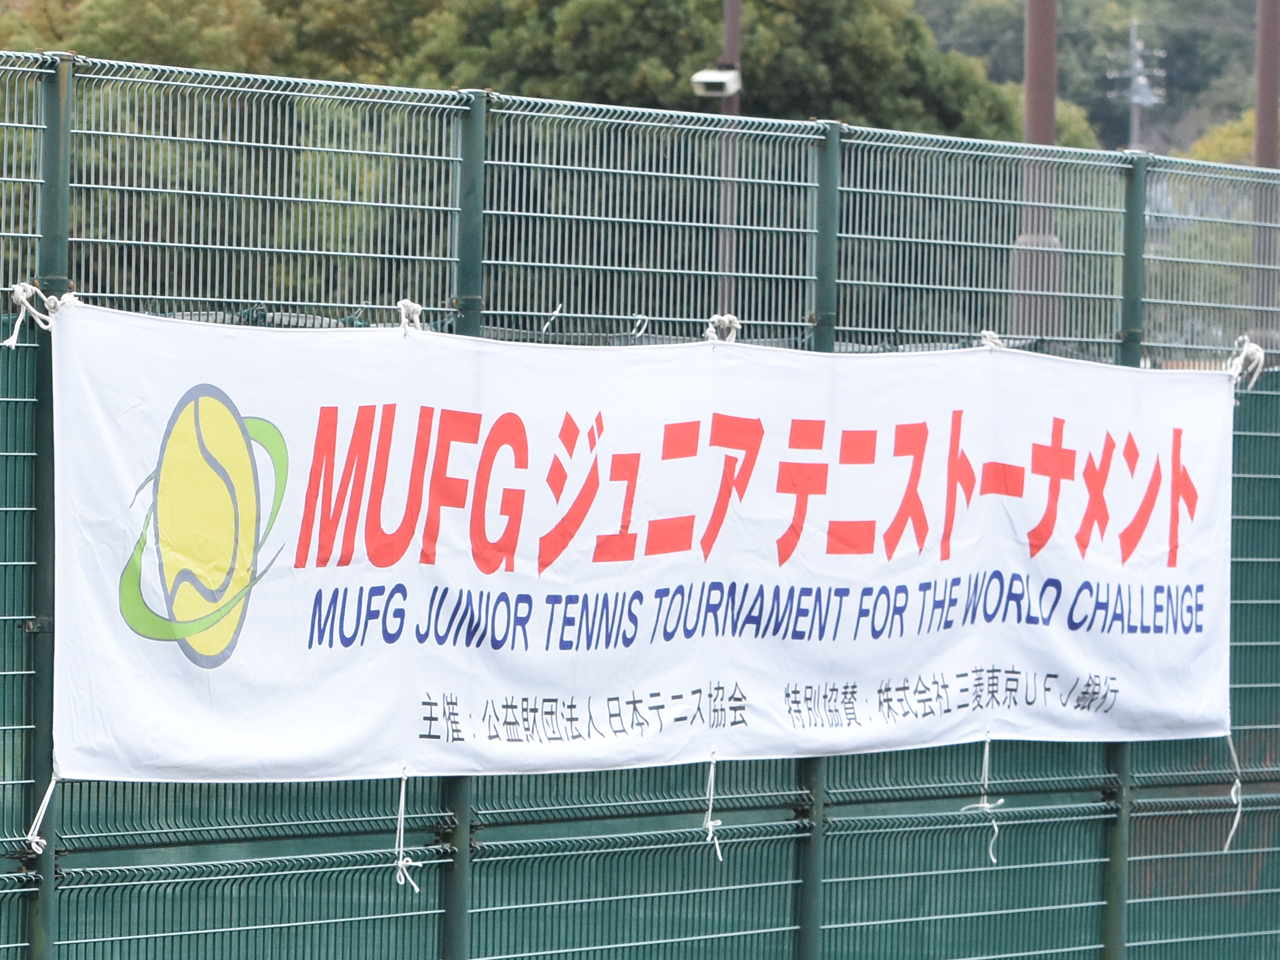 MUFG ジュニア テニストーナメント
MUFG JUNIOR TENNIS TOURNAMENT FOR THE WORLD CHALLENGE
主催：公益財団法人 日本テニス協会　特別協賛：株式会社 三菱東京UFJ銀行